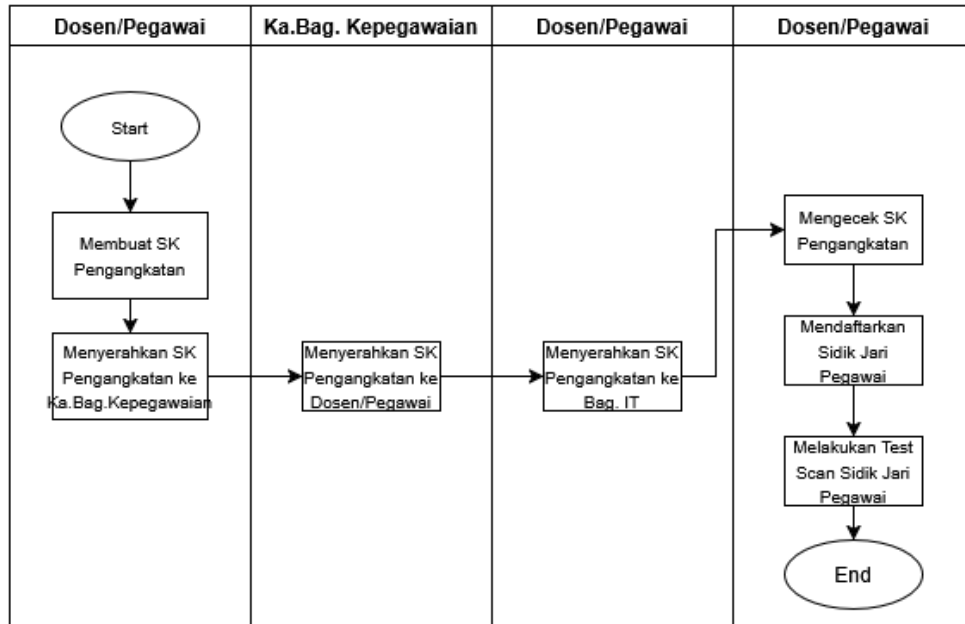 Dosen/Pegawai
Ka.Bag. Kepegawaian
Dosen/Pegawai
Dosen/Pegawai
Start
Membuat SK
Pengangkatan
Menyerahkan SK
Pengangkatan ke
Ka.Bag.Kepegawaian
Menyerahkan SK
Pengangkatan ke
Dosen/Pegawai
Menyerahkan SK
Pengangkatan ke
Bag. IT
Mengecek SK
Pengangkatan
Mendaftarkan
Sidik Jari
Pegawai
Melakukan Test
Scan Sidik Jari
Pegawai
End